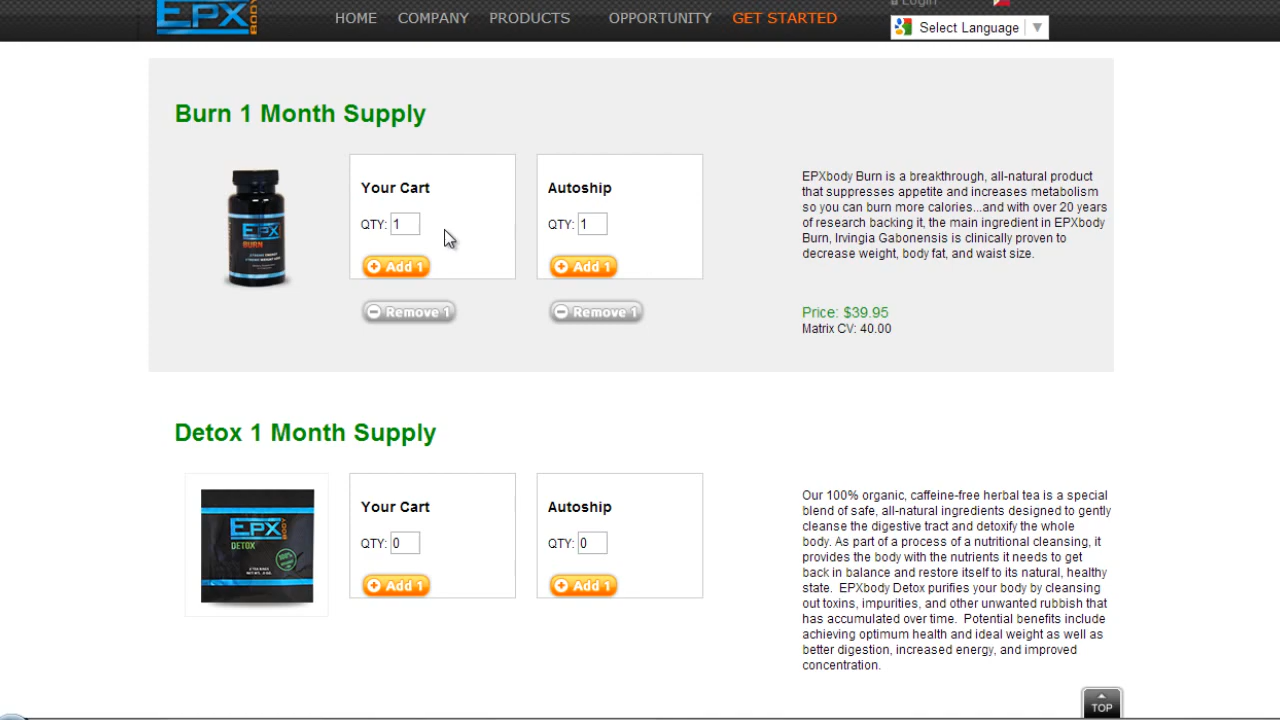 EPX BODY
HOME COMPANY PRODUCTS OPPORTUNITY GET STARTED
Login
Select Language
Burn 1 Month Supply
EPX
BURN
Your Cart
QTY: 1
Add 1
Remove 1
Autoship
QTY: 1
Add 1
Remove 1
EPXbody Burn is a breakthrough, all-natural product
that suppresses appetite and increases metabolism
so you can burn more calories...and with over 20 years
of research backing it, the main ingredient in EPXbody
Burn, Irvingia Gabonensis is clinically proven to
decrease weight, body fat, and waist size.
Price: $39.95
Matrix CV: 40.00
Detox 1 Month Supply
EPX BODY
DETOX
Your Cart
QTY: 0
Add 1
Autoship
QTY: 0
Add 1
Our 100% organic, caffeine-free herbal tea is a special
blend of safe, all-natural ingredients designed to gently
cleanse the digestive tract and detoxify the whole
body. As part of a process of a nutritional cleansing, it
provides the body with the nutrients it needs to get
back in balance and restore itself to its natural, healthy
state. EPXbody Detox purifies your body by cleansing
out toxins, impurities, and other unwanted rubbish that
has accumulated over time. Potential benefits include
achieving optimum health and ideal weight as well as
better digestion, increased energy, and improved
concentration.
TOP